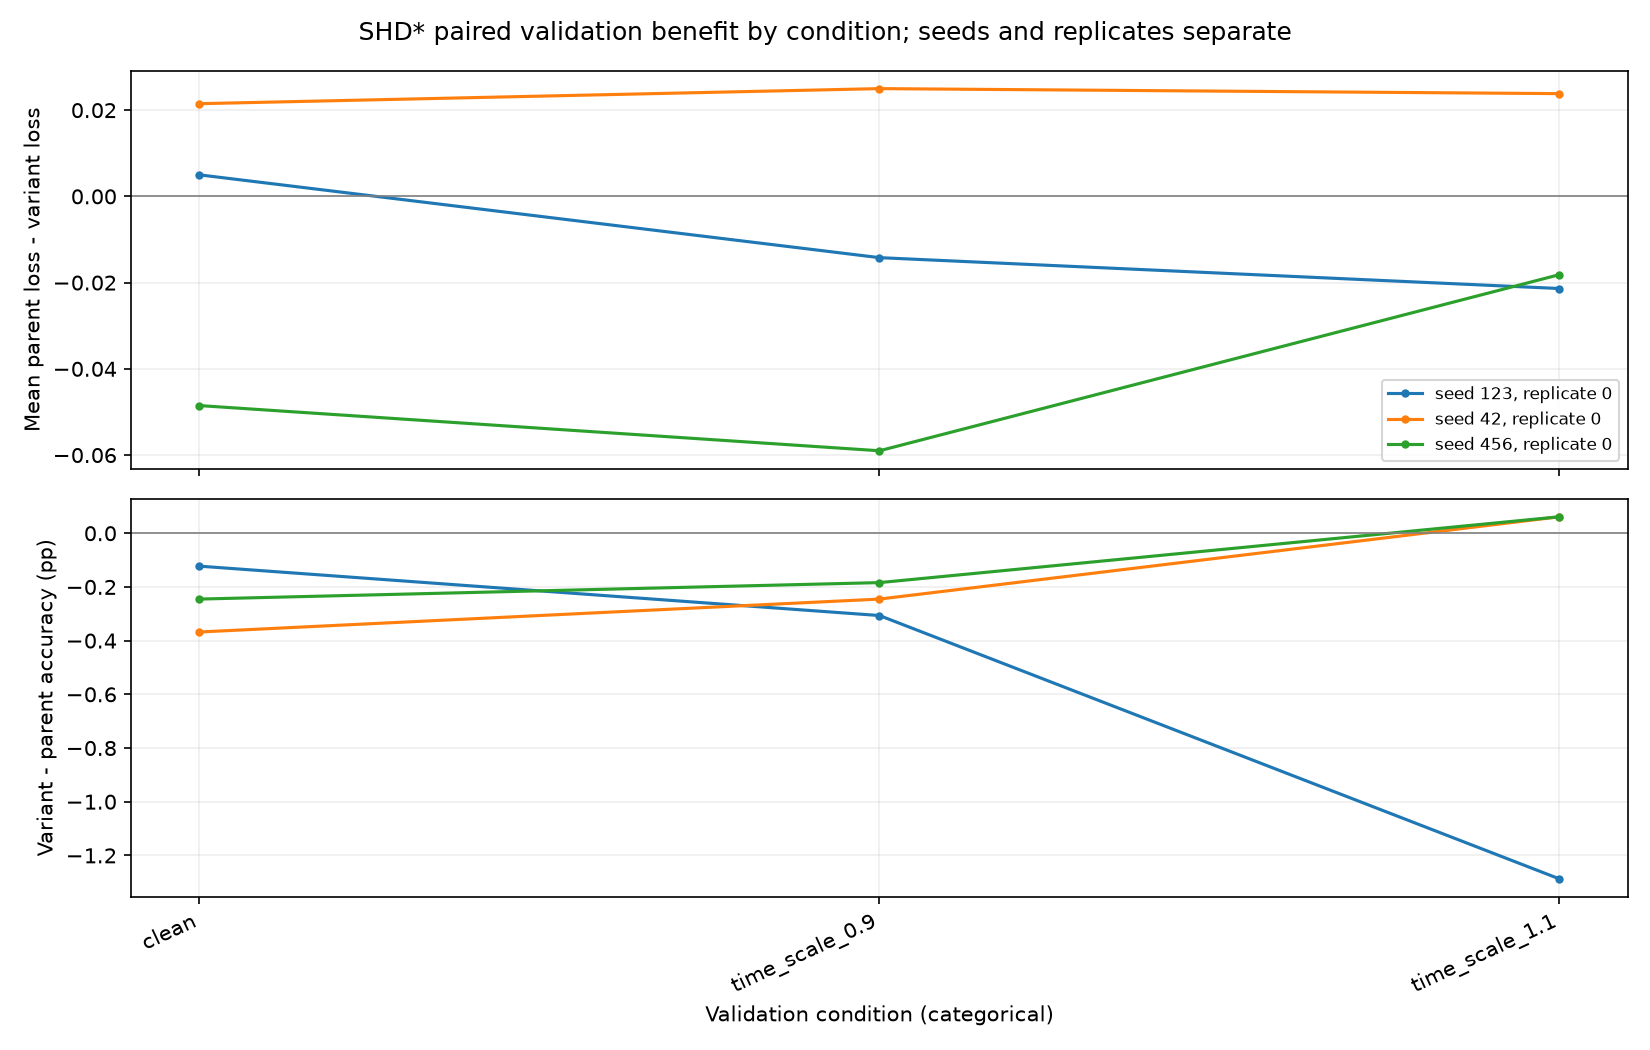 SHD* paired validation benefit by condition; seeds and replicates separate
Mean parent loss - variant loss
0.02
0.00
−0.02
−0.04
−0.06
seed 123, replicate 0
seed 42, replicate 0
seed 456, replicate 0
Variant - parent accuracy (pp)
0.0
−0.2
−0.4
−0.6
−0.8
−1.0
−1.2
clean
time_scale_0.9
time_scale_1.1
Validation condition (categorical)